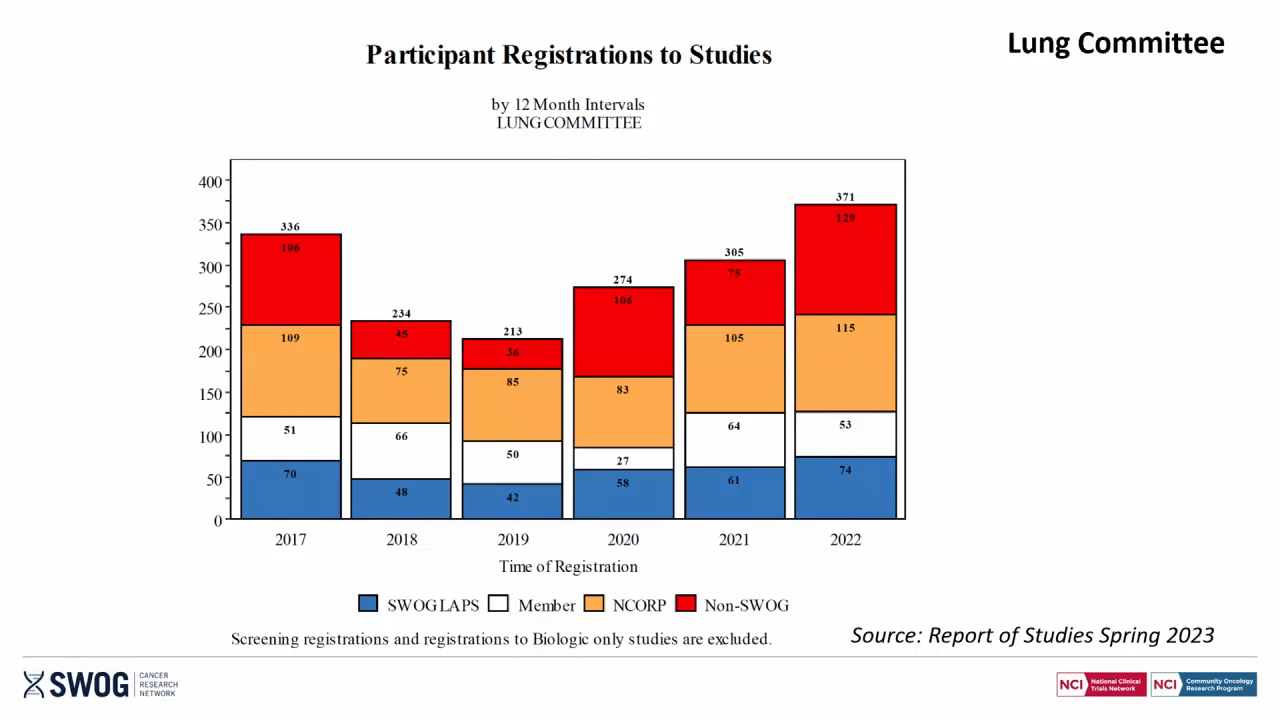 Lung Committee
Participant Registrations to Studies
by 12 Month Intervals
LUNG COMMITTEE
400
350
300
250
200
150
100
50
0
336
106
109
51
70
234
45
75
66
48
213
36
85
50
42
274
106
83
27
58
305
75
105
64
61
371
129
115
53
74
2017 2018 2019 2020 2021 2022
Time of Registration
SWOG LAPS Member NCORP Non-SWOG
Screening registrations and registrations to Biologic only studies are excluded.
Source: Report of Studies Spring 2023
SWOG
CANCER
RESEARCH
NETWORK
NCI National Clinical
Trials Network
NCI Community Oncology
Research Program